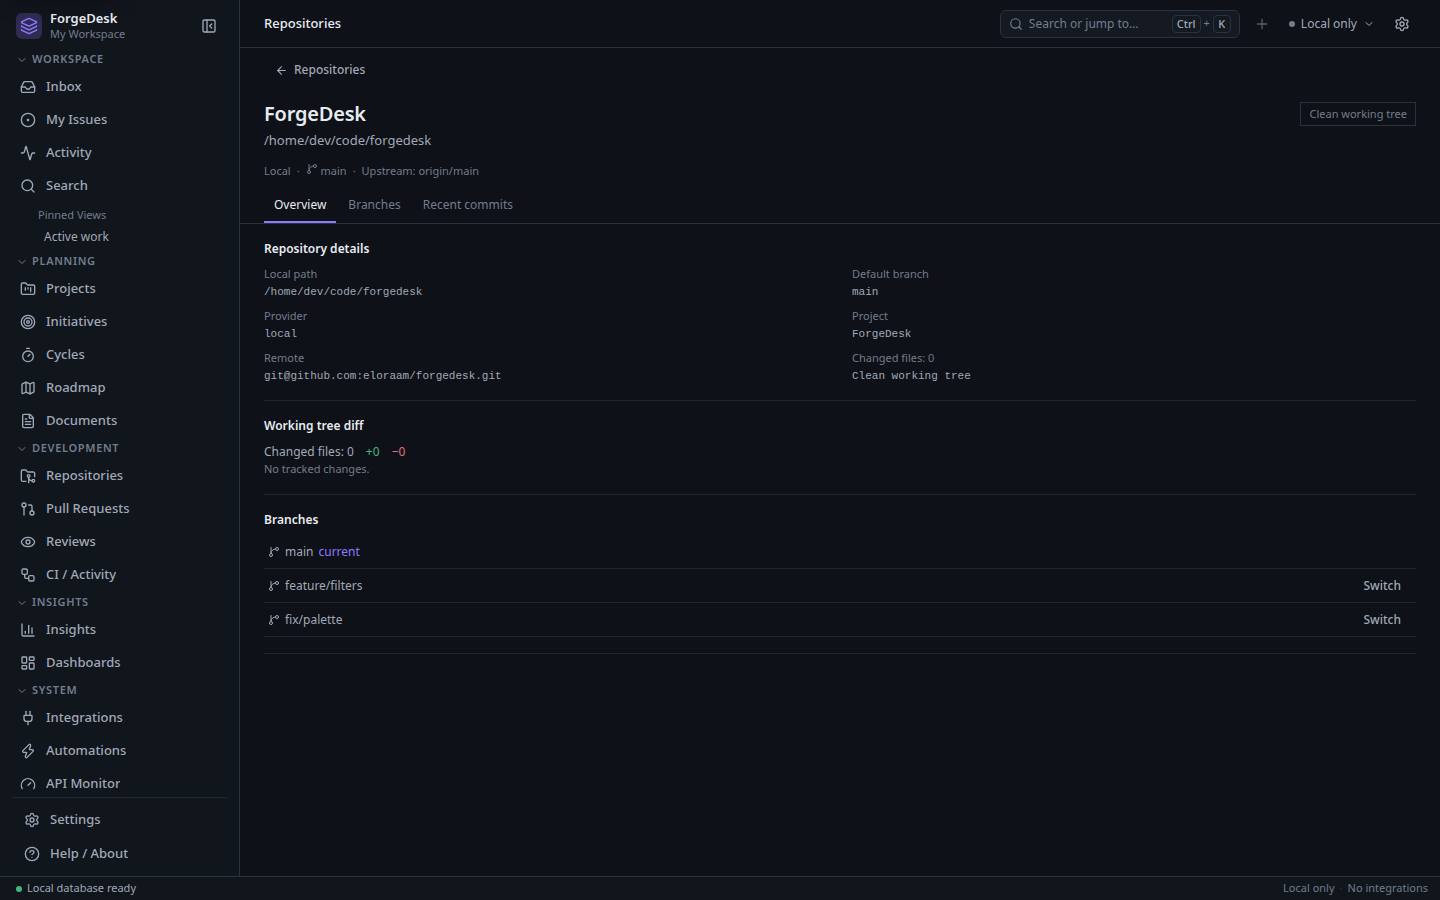 ForgeDesk
My Workspace
WORKSPACE
Inbox
My Issues
Activity
Search
Pinned Views
Active work
PLANNING
Projects
Initiatives
Cycles
Roadmap
Documents
DEVELOPMENT
Repositories
Pull Requests
Reviews
CI / Activity
INSIGHTS
Insights
Dashboards
SYSTEM
Integrations
Automations
API Monitor
Settings
Help / About
Repositories
Search or jump to... Ctrl + K
Local only
Repositories
ForgeDesk
Clean working tree
/home/dev/code/forgedesk
Local · main · Upstream: origin/main
Overview Branches Recent commits
Repository details
Local path
/home/dev/code/forgedesk
Default branch
main
Provider
local
Project
ForgeDesk
Remote
git@github.com:eloraam/forgedesk.git
Changed files: 0
Clean working tree
Working tree diff
Changed files: 0 +0 −0
No tracked changes.
Branches
main current
feature/filters Switch
fix/palette Switch
Local database ready
Local only · No integrations